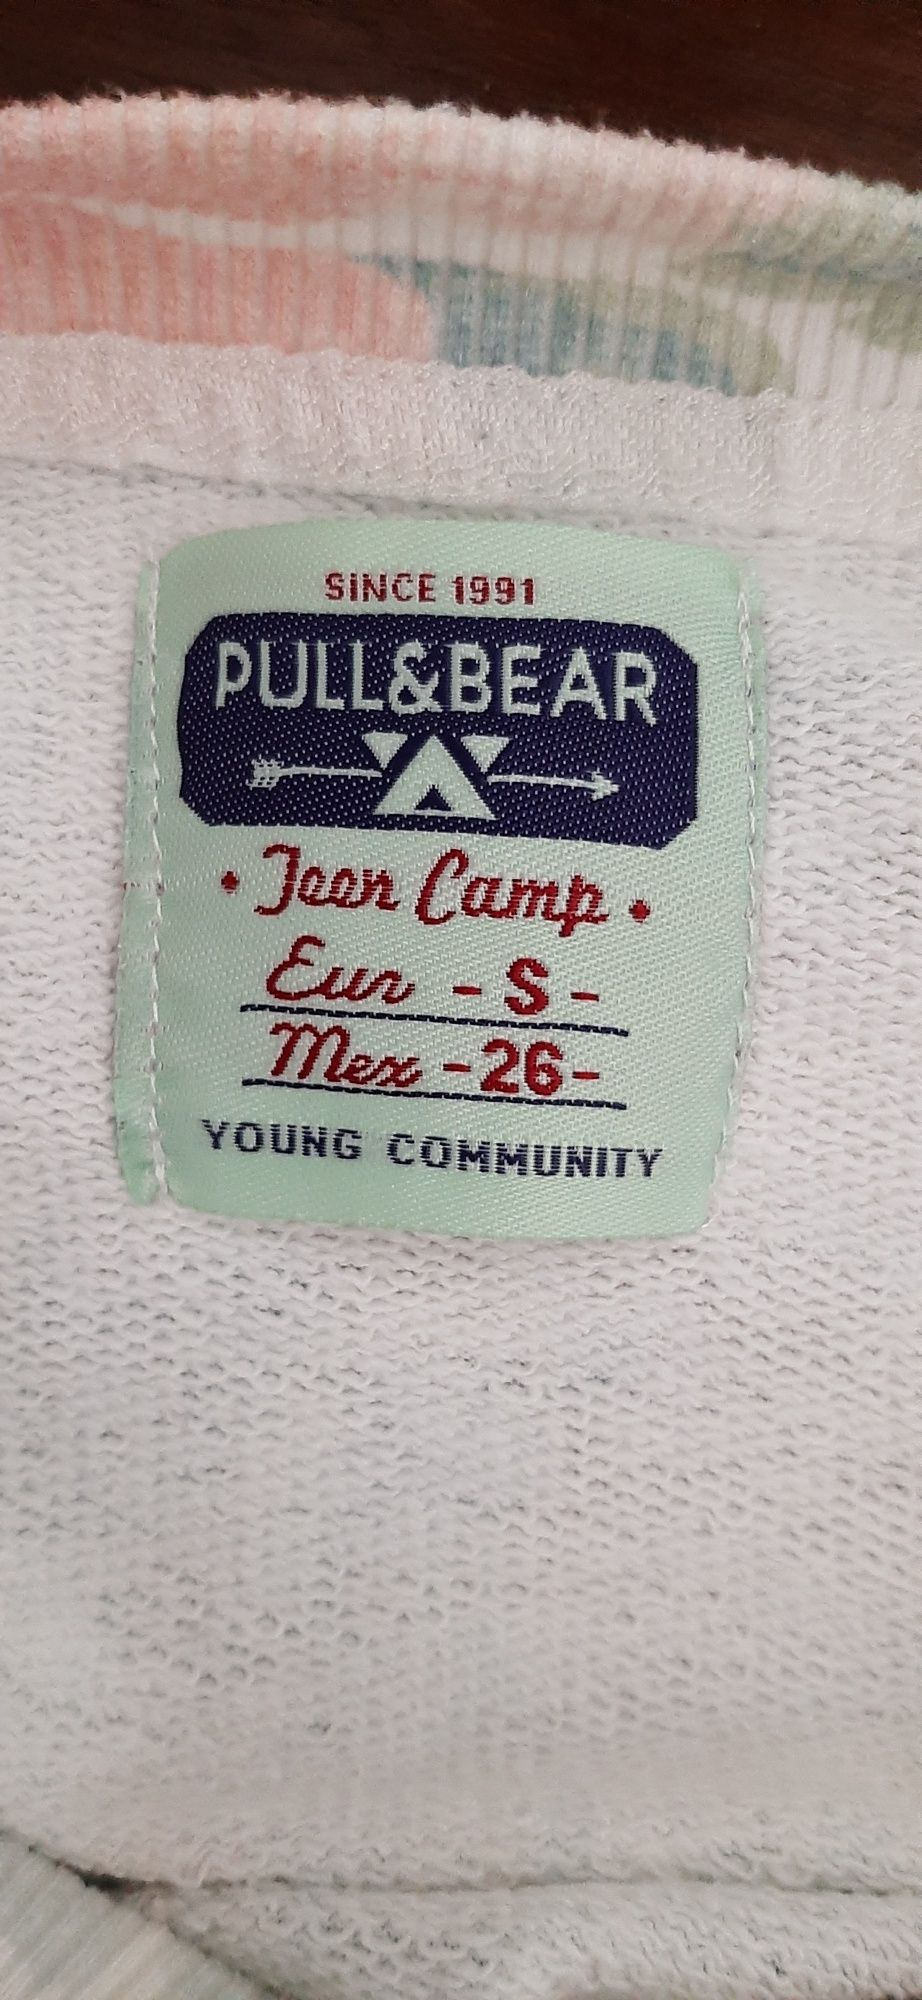 SINCE 1991
PULL&BEAR
• Teen Camp •
Eur - S -
Mex - 26 -
YOUNG COMMUNITY